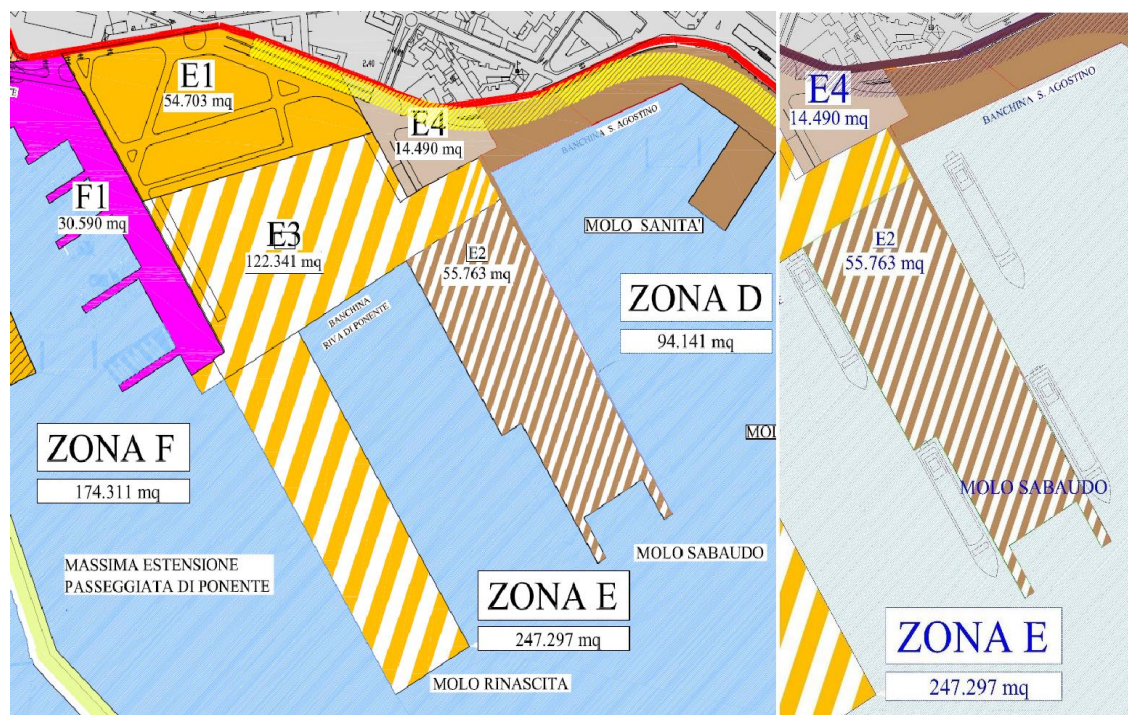 E1
54.703 mq
2.40
E4
14.490 mq
BANCHINA S. AGOSTINO
F1
30.590 mq
E3
122.341 mq
E2
55.763 mq
MOLO SANITA'
ZONA D
94.141 mq
BANCHINA
RIVA DI PONENTE
ZONA F
174.311 mq
MASSIMA ESTENSIONE
PASSEGGIATA DI PONENTE
MOLO SABAUDO
ZONA E
247.297 mq
MOLO RINASCITA
E4
14.490 mq
BANCHINA S. AGOSTINO
E2
55.763 mq
MOLO SABAUDO
ZONA E
247.297 mq